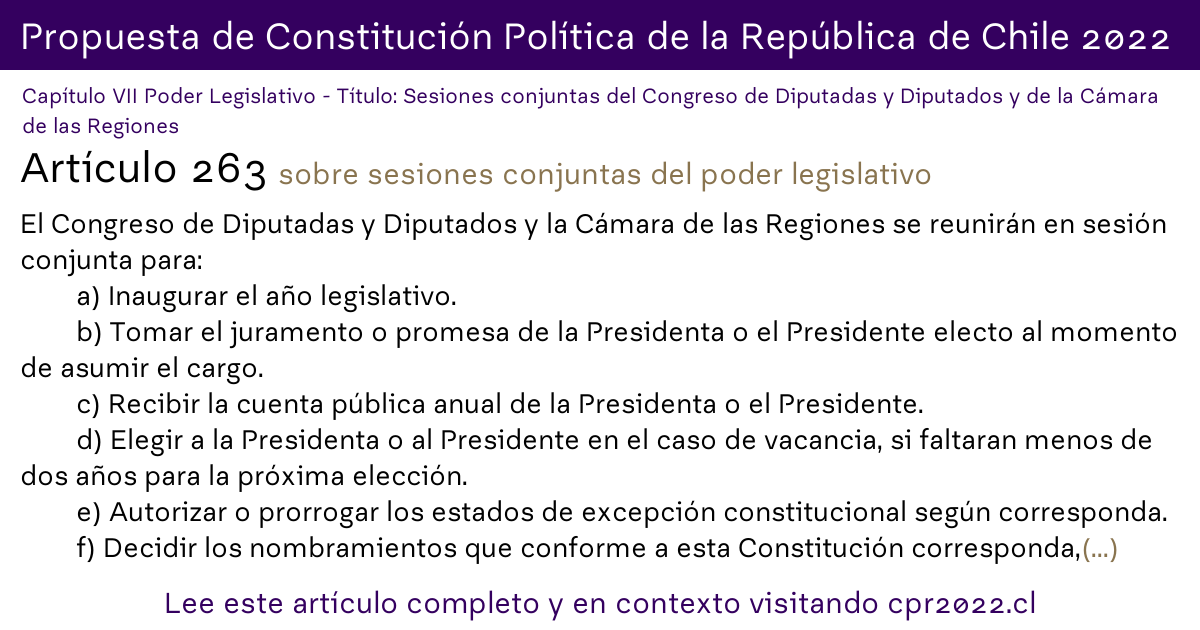 Propuesta de Constitución Política de la República de Chile 2022
Capítulo VII Poder Legislativo - Título: Sesiones conjuntas del Congreso de Diputadas y Diputados y de la Cámara
de las Regiones
Artículo 263 sobre sesiones conjuntas del poder legislativo
El Congreso de Diputadas y Diputados y la Cámara de las Regiones se reunirán en sesión
conjunta para:
a) Inaugurar el año legislativo.
b) Tomar el juramento o promesa de la Presidenta o el Presidente electo al momento
de asumir el cargo.
c) Recibir la cuenta pública anual de la Presidenta o el Presidente.
d) Elegir a la Presidenta o al Presidente en el caso de vacancia, si faltaran menos de
dos años para la próxima elección.
e) Autorizar o prorrogar los estados de excepción constitucional según corresponda.
f) Decidir los nombramientos que conforme a esta Constitución corresponda,(...)
Lee este artículo completo y en contexto visitando cpr2022.cl